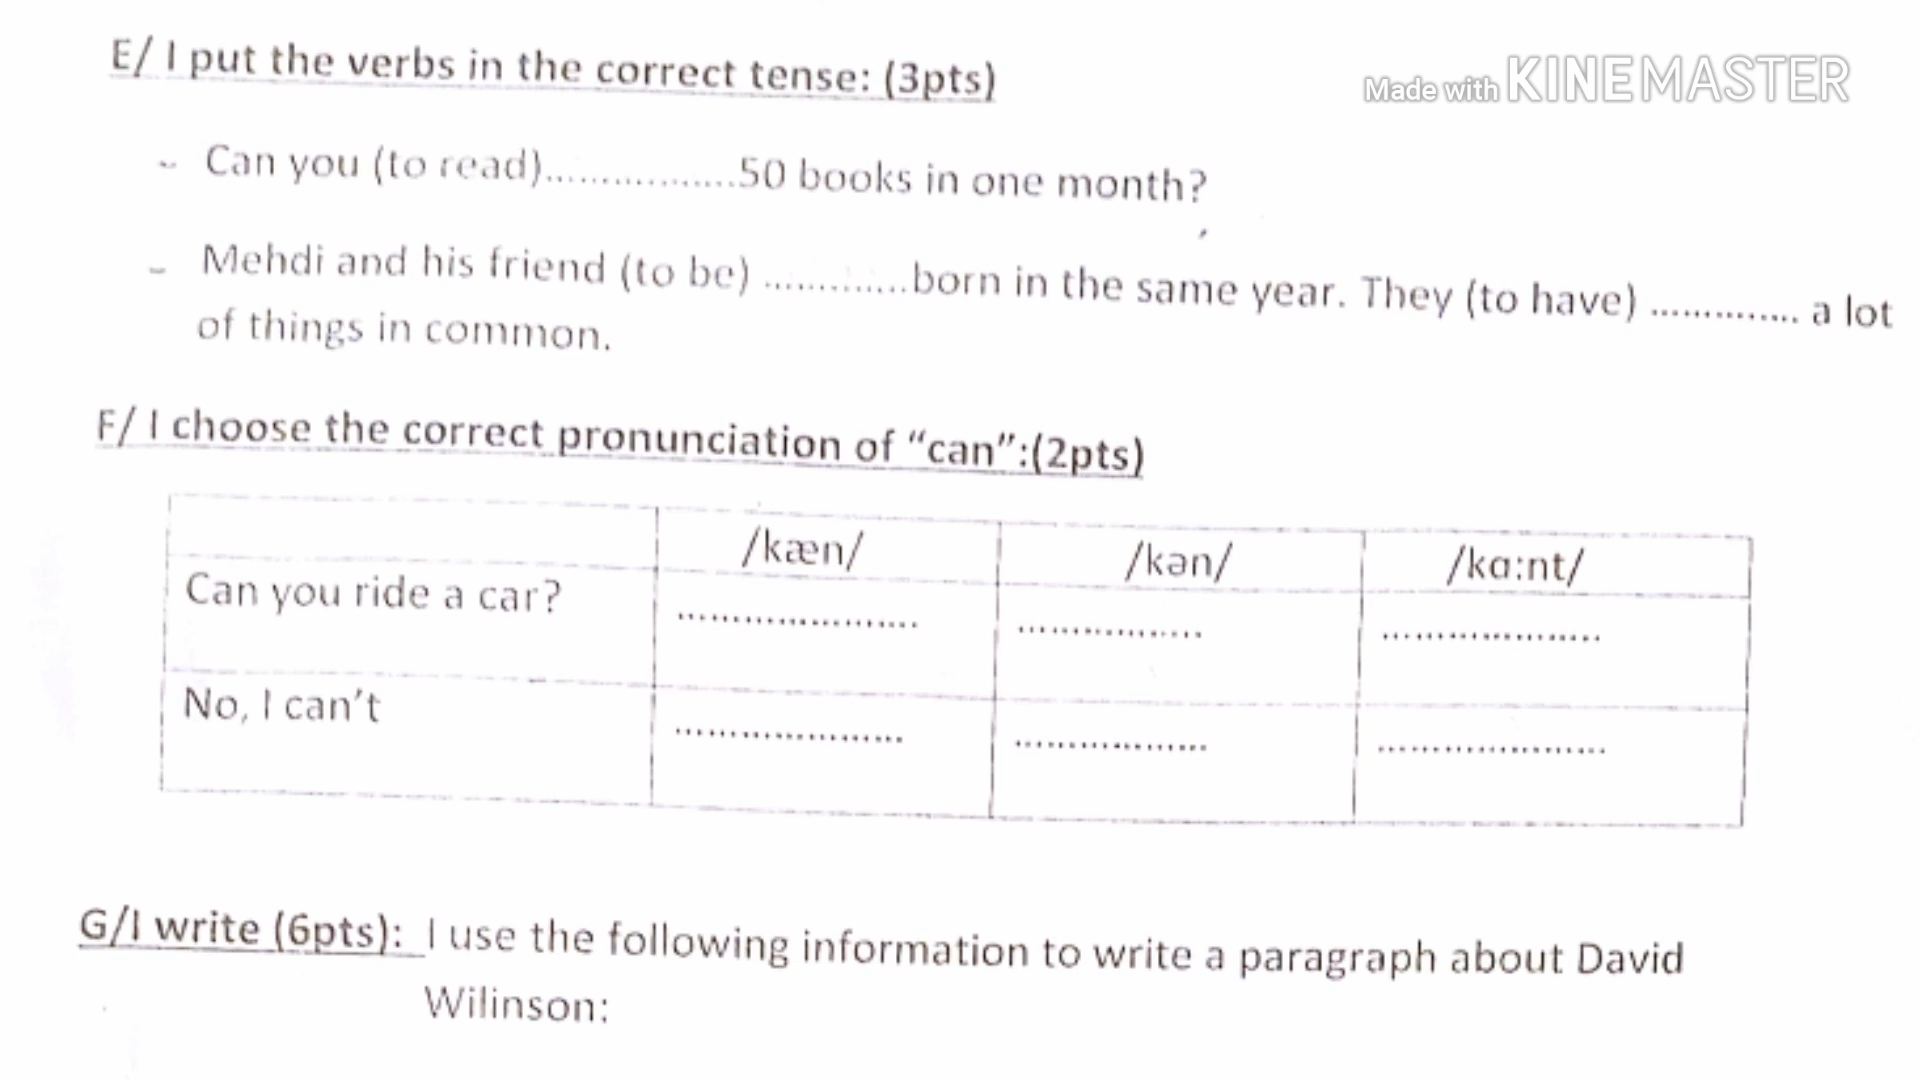 E/ I put the verbs in the correct tense: (3pts)
Made with KINEMASTER
- Can you (to read).................50 books in one month?
- Mehdi and his friend (to be) .............born in the same year. They (to have) .............. a lot
of things in common.
F/ I choose the correct pronunciation of “can”:(2pts)
/kæn/ /kən/ /kɑ:nt/
Can you ride a car? ...................... .................. ....................
No, I can’t ..................... .................. .....................
G/I write (6pts): I use the following information to write a paragraph about David
Wilinson: